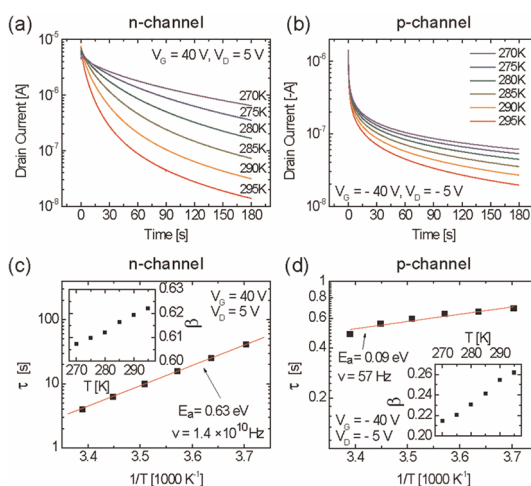 (a) n-channel
V_G = 40 V, V_D = 5 V
10^-5
10^-6
10^-7
10^-8
Drain Current [A]
270K
275K
280K
285K
290K
295K
0 30 60 90 120 150 180
Time [s]
(b) p-channel
10^-6
10^-7
10^-8
Drain Current [-A]
270K
275K
280K
285K
290K
295K
V_G = - 40 V, V_D = - 5 V
0 30 60 90 120 150 180
Time [s]
(c) n-channel
100
10
1
τ [s]
0.63
0.62
0.61
0.60
β
270 280 290
T [K]
V_G = 40 V
V_D = 5 V
E_a = 0.63 eV
ν = 1.4 ×10^10 Hz
3.4 3.5 3.6 3.7
1/T [1000 K^-1]
(d) p-channel
1
0.8
0.6
0.4
0.2
τ [s]
E_a = 0.09 eV
ν = 57 Hz
T [K]
270 280 290
0.26
0.24
0.22
0.20
β
V_G = - 40 V
V_D = - 5 V
3.4 3.5 3.6 3.7
1/T [1000 K^-1]